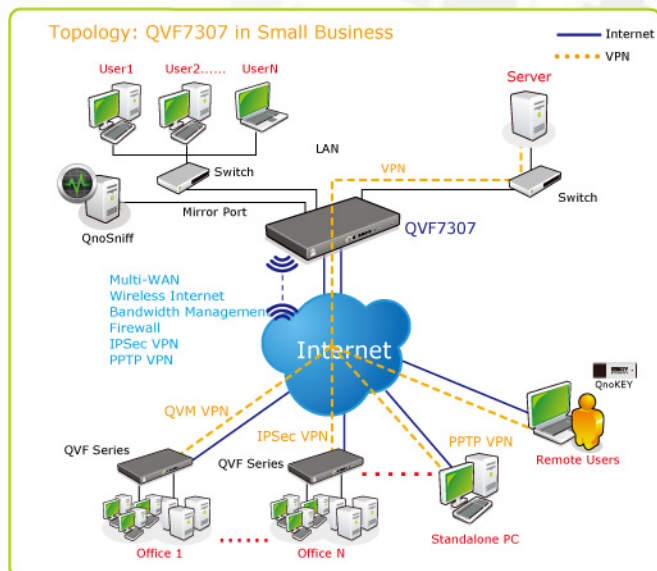 Topology: QVF7307 in Small Business
Internet
VPN
User1
User2......
UserN
Server
LAN
Switch
VPN
Switch
Mirror Port
QnoSniff
QVF7307
Multi-WAN
Wireless Internet
Bandwidth Management
Firewall
IPSec VPN
PPTP VPN
Internet
QnoKEY
QVM VPN
IPSec VPN
PPTP VPN
QVF Series
QVF Series
Remote Users
Office 1
Office N
Standalone PC